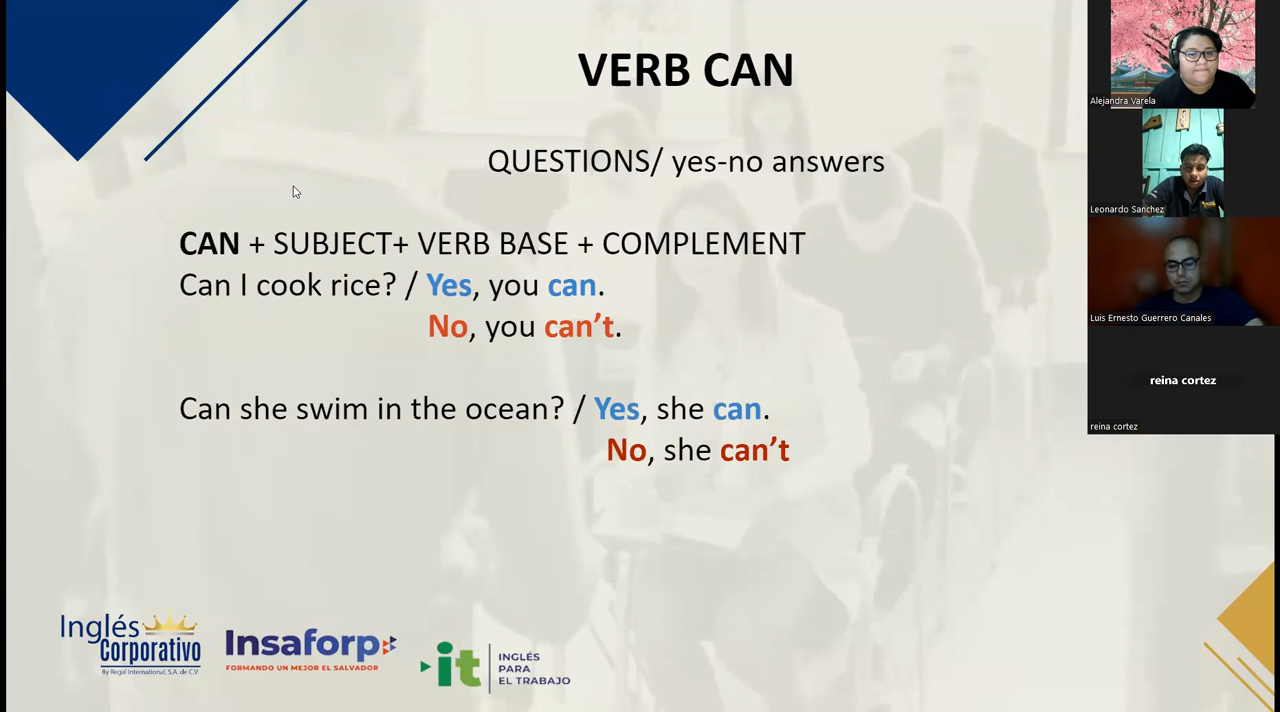 VERB CAN
QUESTIONS/ yes-no answers
CAN + SUBJECT+ VERB BASE + COMPLEMENT
Can I cook rice? / Yes, you can.
No, you can’t.
Can she swim in the ocean? / Yes, she can.
No, she can’t
Alejandra Varela
Leonardo Sanchez
Luis Ernesto Guerrero Canales
reina cortez
reina cortez
Inglés
Corporativo
By Regal International, S.A. de C.V.
Insaforp
FORMANDO UN MEJOR EL SALVADOR
it
INGLÉS
PARA
EL TRABAJO